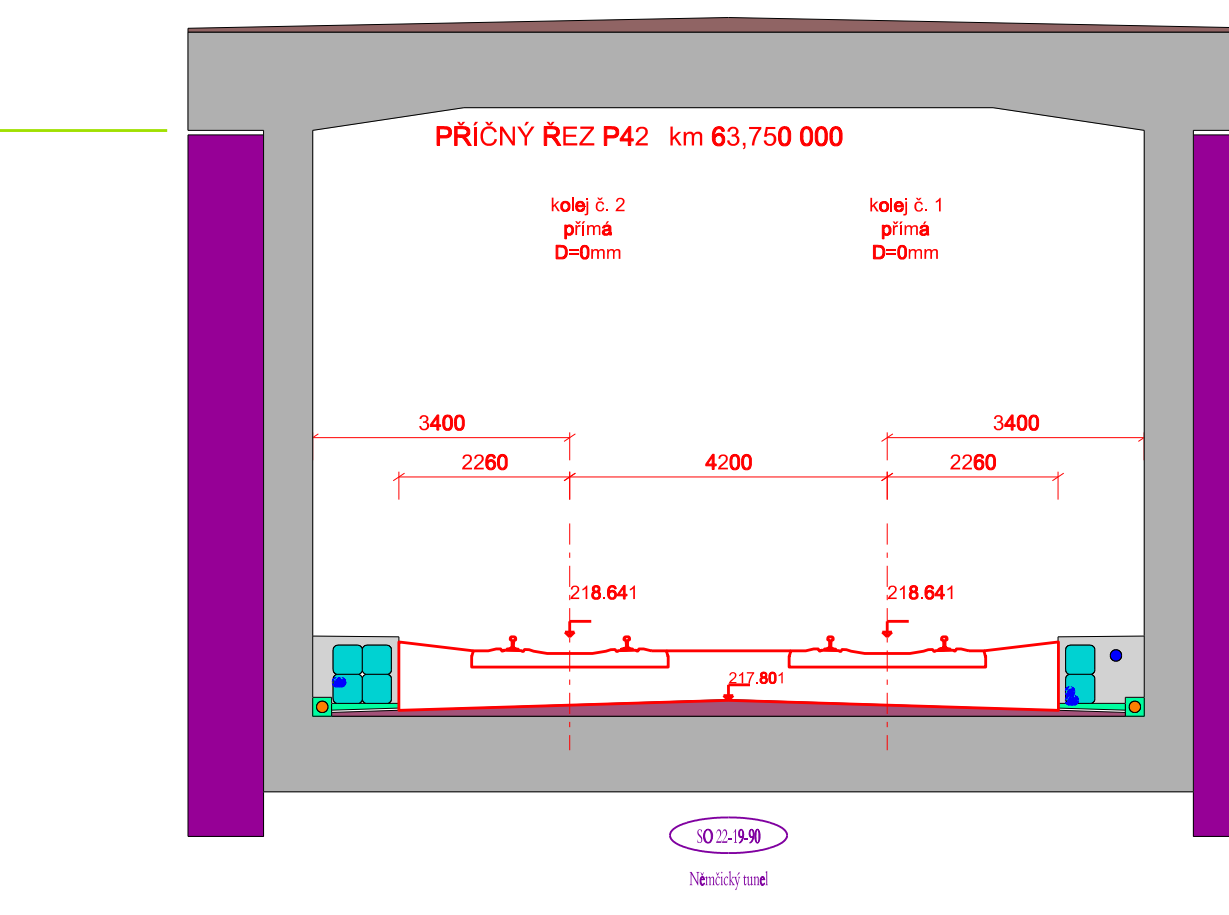 PŘÍČNÝ ŘEZ P42 km 63,750 000
kolej č. 2
přímá
D=0mm
kolej č. 1
přímá
D=0mm
3400
3400
2260
4200
2260
218.641
218.641
217.801
SO 22-19-90
Němčický tunel